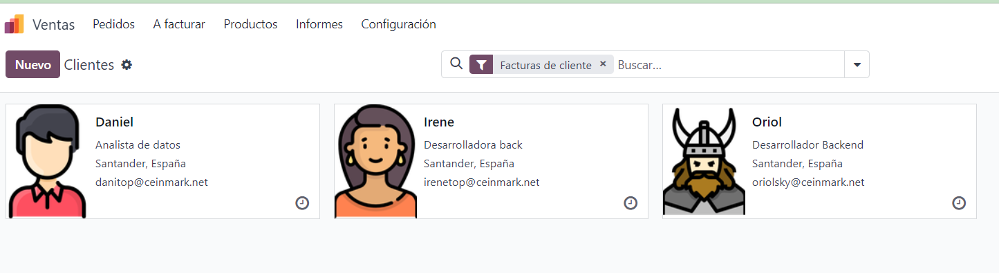 Ventas Pedidos A facturar Productos Informes Configuración
Nuevo Clientes Facturas de cliente × Buscar...
Daniel
Analista de datos
Santander, España
danitop@ceinmark.net
Irene
Desarrolladora back
Santander, España
irenetop@ceinmark.net
Oriol
Desarrollador Backend
Santander, España
oriolsky@ceinmark.net